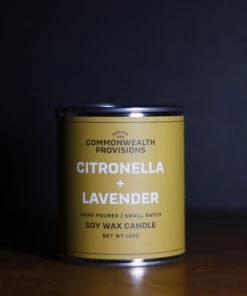 COMMONWEALTH
PROVISIONS
CITRONELLA
+
LAVENDER
HAND POURED | SMALL BATCH
SOY WAX CANDLE
NET WT 14OZ